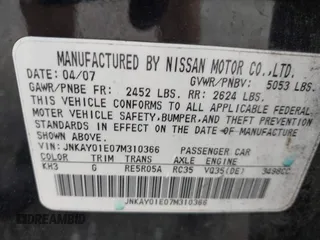 MANUFACTURED BY NISSAN MOTOR CO.,LTD.
DATE: 04/07 GVWR/PNBV: 5053 LBS.
GAWR/PNBE FR: 2452 LBS. RR: 2624 LBS.
THIS VEHICLE CONFORMS TO ALL APPLICABLE
FEDERAL MOTOR VEHICLE SAFETY, BUMPER, AND THEFT PREVENTION
STANDARDS IN EFFECT ON THE DATE OF MANUFACTURE
SHOWN ABOVE.
VIN: JNKAY01E07M310366 PASSENGER CAR
COLOR TRIM TRANS AXLE ENGINE
KH3 G RE5R05A RC35 VQ35(DE) 3498CC
JNKAY01E07M310366
AUTOBIDMASTER